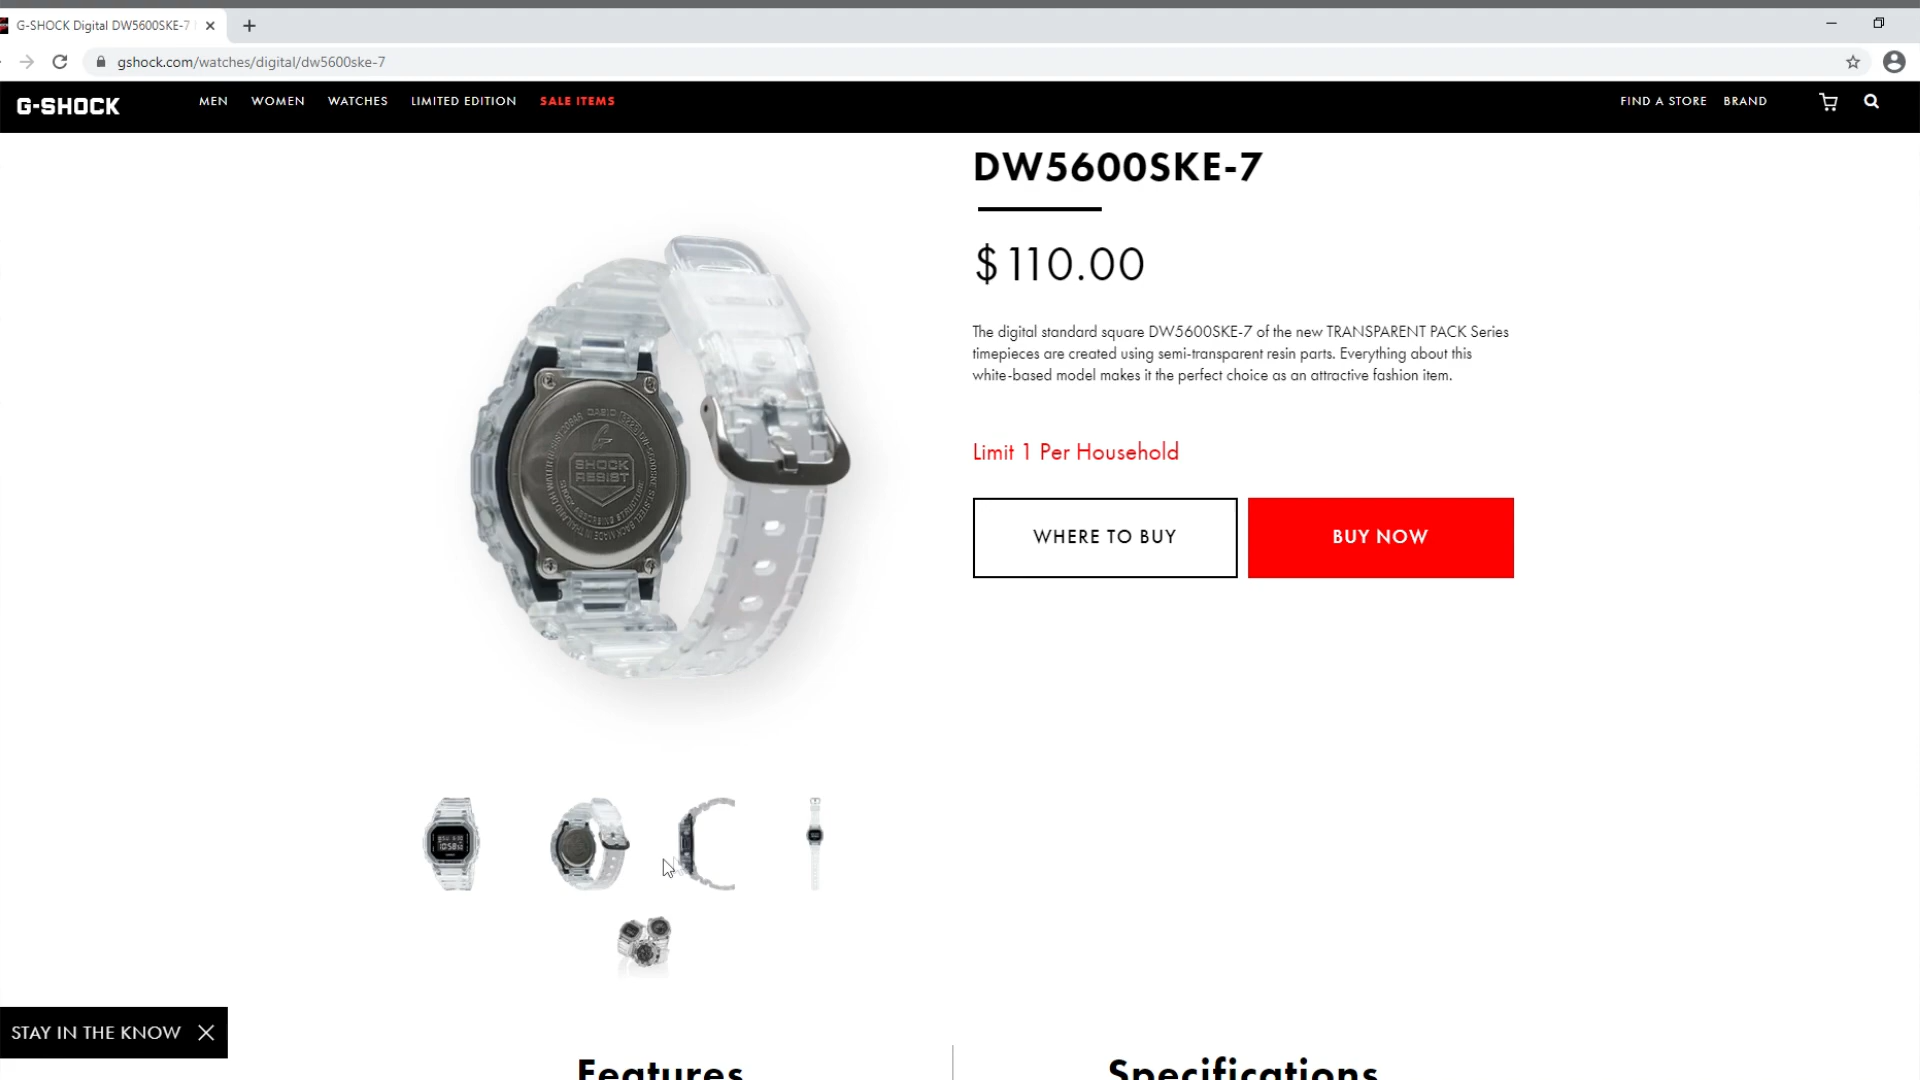 G-SHOCK Digital DW5600SKE-7
gshock.com/watches/digital/dw5600ske-7
G-SHOCK MEN WOMEN WATCHES LIMITED EDITION SALE ITEMS FIND A STORE BRAND
DW5600SKE-7
$110.00
The digital standard square DW5600SKE-7 of the new TRANSPARENT PACK Series
timepieces are created using semi-transparent resin parts. Everything about this
white-based model makes it the perfect choice as an attractive fashion item.
Limit 1 Per Household
WHERE TO BUY BUY NOW
SHOCK
RESIST
STAY IN THE KNOW
Features Specifications